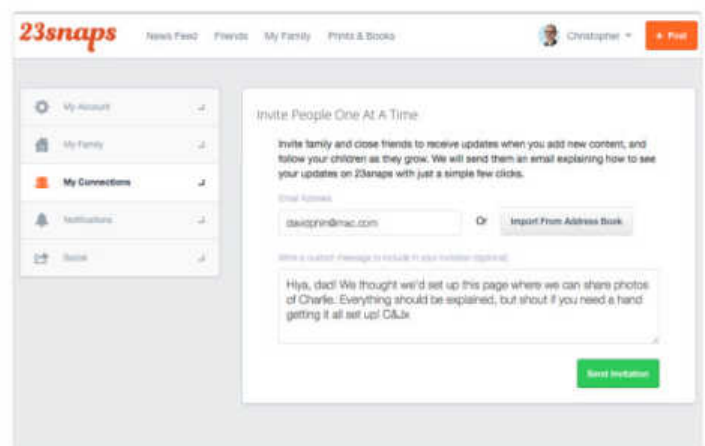 23snaps
News Feed Friends My Family Prints & Books Christopher + Post
My Account
My Family
My Connections
Notifications
Social
Invite People One At A Time
Invite family and close friends to receive updates when you add new content, and
follow your children as they grow. We will send them an email explaining how to see
your updates on 23snaps with just a simple few clicks.
Email Address
davidphin@mac.com Or Import From Address Book
Write a custom message to include in your invitation (optional)
Hiya, dad! We thought we'd set up this page where we can share photos
of Charlie. Everything should be explained, but shout if you need a hand
getting it all set up! C&Jx
Send Invitation